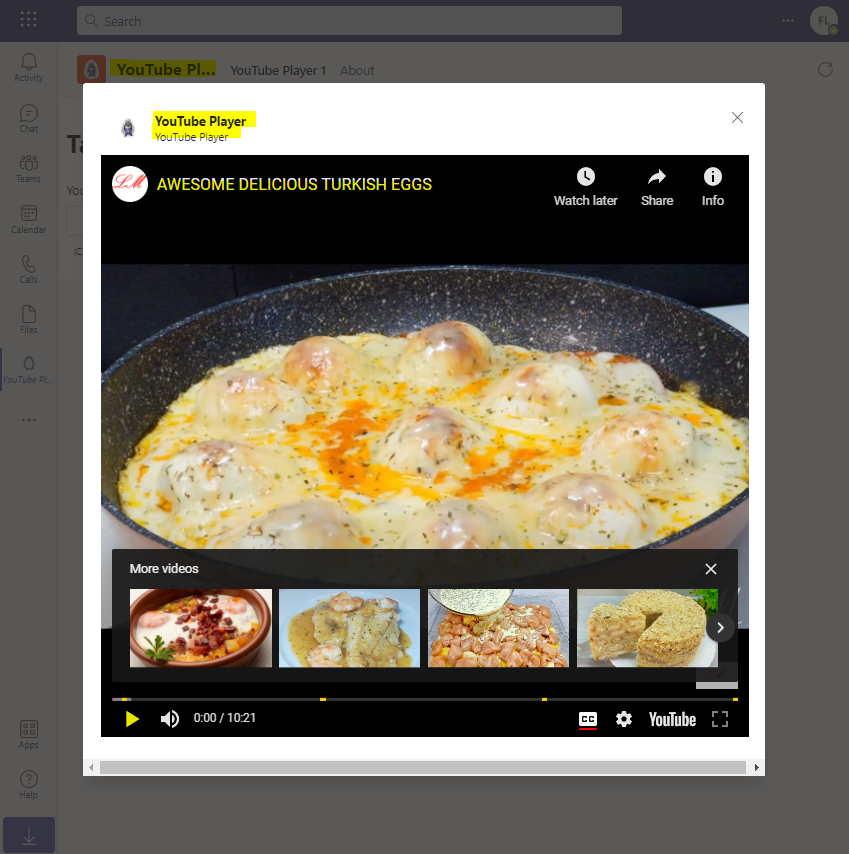 Search
FL
YouTube Pl...
YouTube Player 1
About
Activity
Chat
Teams
Calendar
Calls
Files
YouTube Pl...
Apps
Help
Ta
You
(C
YouTube Player
YouTube Player
LM
AWESOME DELICIOUS TURKISH EGGS
Watch later
Share
Info
More videos
0:00 / 10:21
CC
YouTube